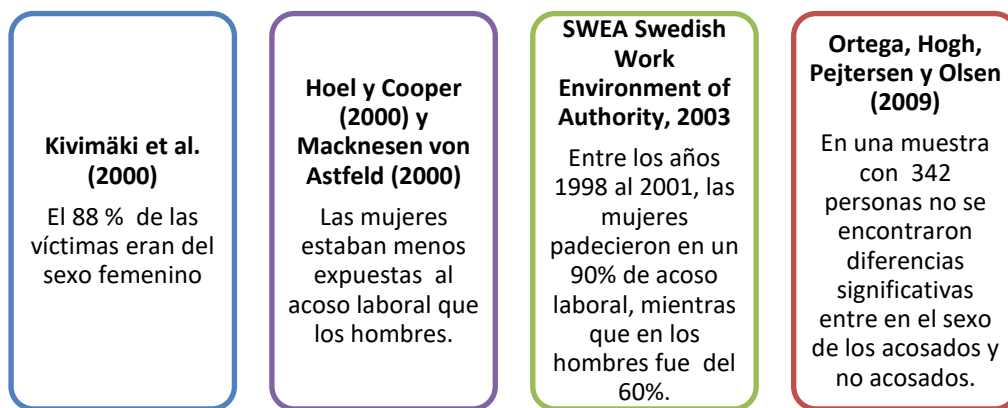 Kivimäki et al.
(2000)
El 88 % de las
víctimas eran del
sexo femenino
Hoel y Cooper
(2000) y
Macknesen von
Astfeld (2000)
Las mujeres
estaban menos
expuestas al
acoso laboral que
los hombres.
SWEA Swedish
Work
Environment of
Authority, 2003
Entre los años
1998 al 2001, las
mujeres
padecieron en un
90% de acoso
laboral, mientras
que en los
hombres fue del
60%.
Ortega, Hogh,
Pejtersen y Olsen
(2009)
En una muestra
con 342
personas no se
encontraron
diferencias
significativas
entre en el sexo
de los acosados y
no acosados.